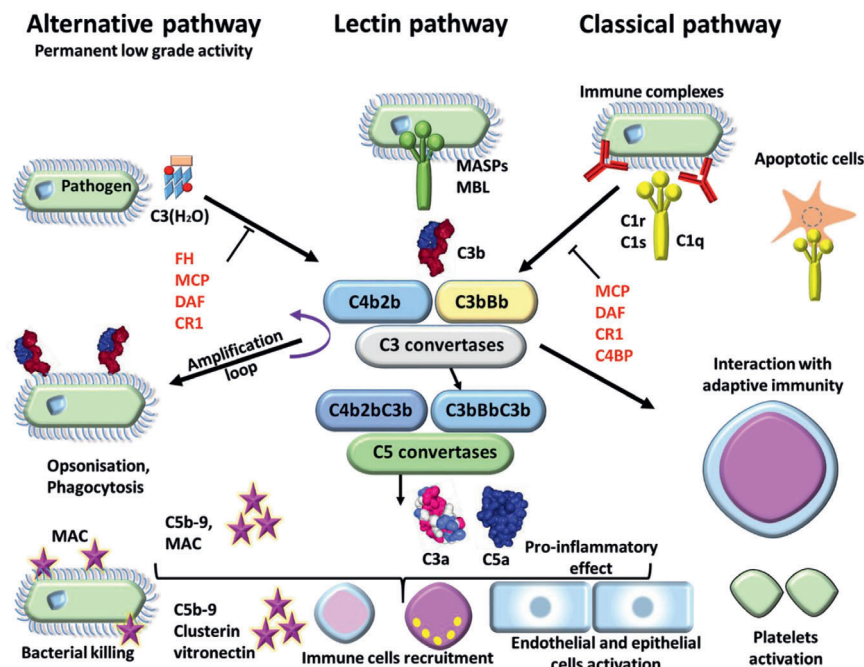 Alternative pathway
Permanent low grade activity
Lectin pathway
Classical pathway
Immune complexes
Pathogen
C3(H₂O)
MASPs
MBL
C1r
C1s
C1q
Apoptotic cells
FH
MCP
DAF
CR1
C3b
MCP
DAF
CR1
C4BP
C4b2b
C3bBb
C3 convertases
Amplification
loop
C4b2bC3b
C3bBbC3b
C5 convertases
Interaction with
adaptive immunity
Opsonisation,
Phagocytosis
MAC
C5b-9,
MAC
C3a
C5a
Pro-inflammatory
effect
C5b-9
Clusterin
vitronectin
Bacterial killing
Immune cells recruitment
Endothelial and epithelial
cells activation
Platelets
activation